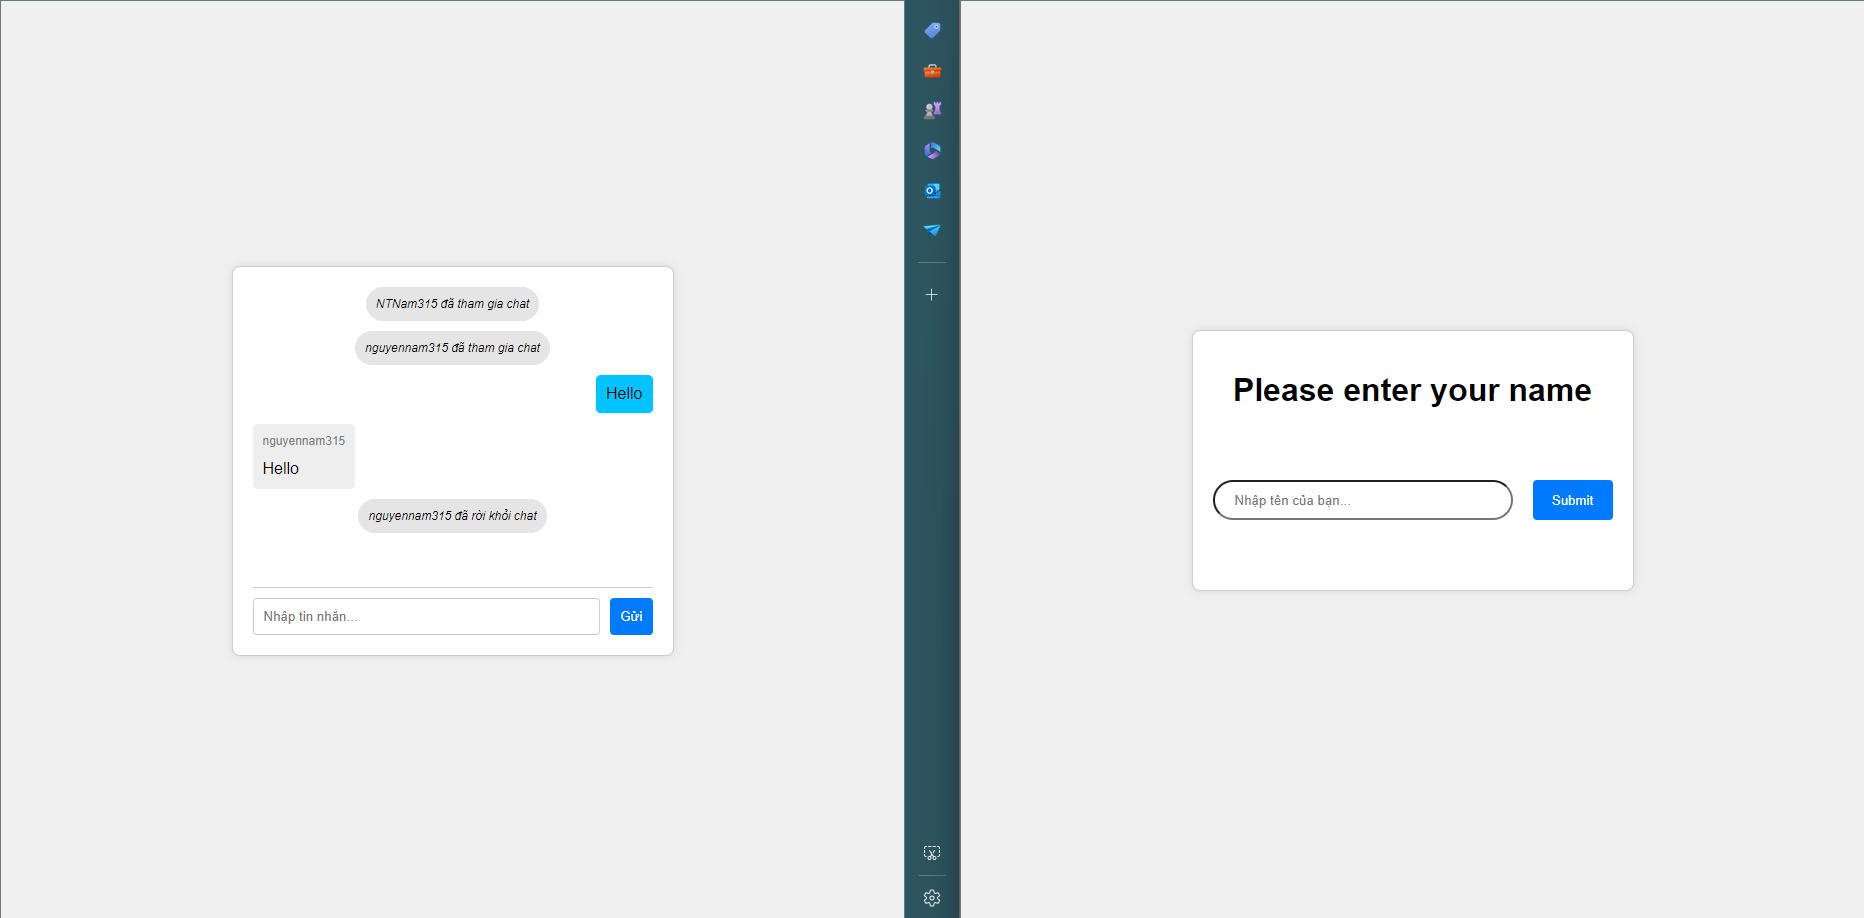 NTNam315 đã tham gia chat
nguyennam315 đã tham gia chat
Hello
nguyennam315
Hello
nguyennam315 đã rời khỏi chat
Nhập tin nhắn...
Gửi
Please enter your name
Nhập tên của bạn...
Submit